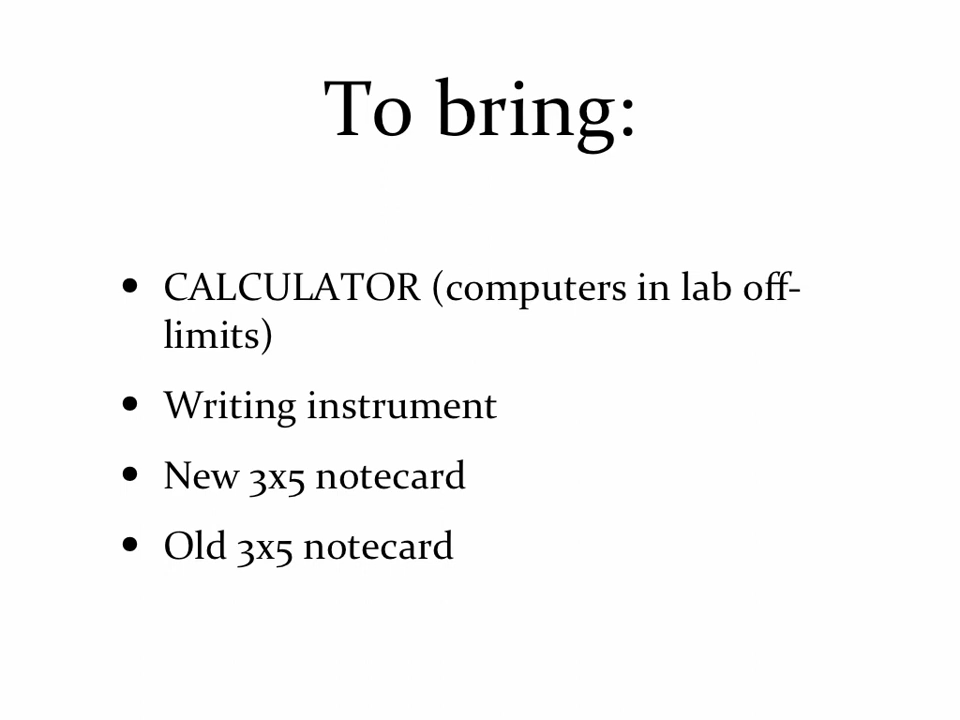 To bring:
• CALCULATOR (computers in lab off-
limits)
• Writing instrument
• New 3x5 notecard
• Old 3x5 notecard